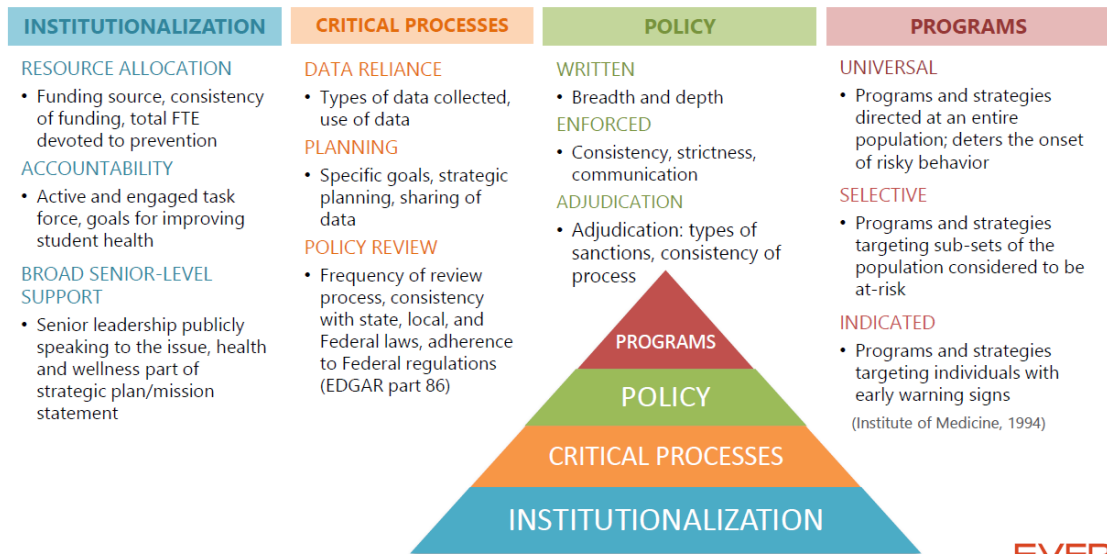 INSTITUTIONALIZATION
RESOURCE ALLOCATION
• Funding source, consistency
of funding, total FTE
devoted to prevention
ACCOUNTABILITY
• Active and engaged task
force, goals for improving
student health
BROAD SENIOR-LEVEL
SUPPORT
• Senior leadership publicly
speaking to the issue, health
and wellness part of
strategic plan/mission
statement
CRITICAL PROCESSES
DATA RELIANCE
• Types of data collected,
use of data
PLANNING
• Specific goals, strategic
planning, sharing of
data
POLICY REVIEW
• Frequency of review
process, consistency
with state, local, and
Federal laws, adherence
to Federal regulations
(EDGAR part 86)
POLICY
WRITTEN
• Breadth and depth
ENFORCED
• Consistency, strictness,
communication
ADJUDICATION
• Adjudication: types of
sanctions, consistency of
process
PROGRAMS
UNIVERSAL
• Programs and strategies
directed at an entire
population; deters the onset
of risky behavior
SELECTIVE
• Programs and strategies
targeting sub-sets of the
population considered to be
at-risk
INDICATED
• Programs and strategies
targeting individuals with
early warning signs
(Institute of Medicine, 1994)
PROGRAMS
POLICY
CRITICAL PROCESSES
INSTITUTIONALIZATION